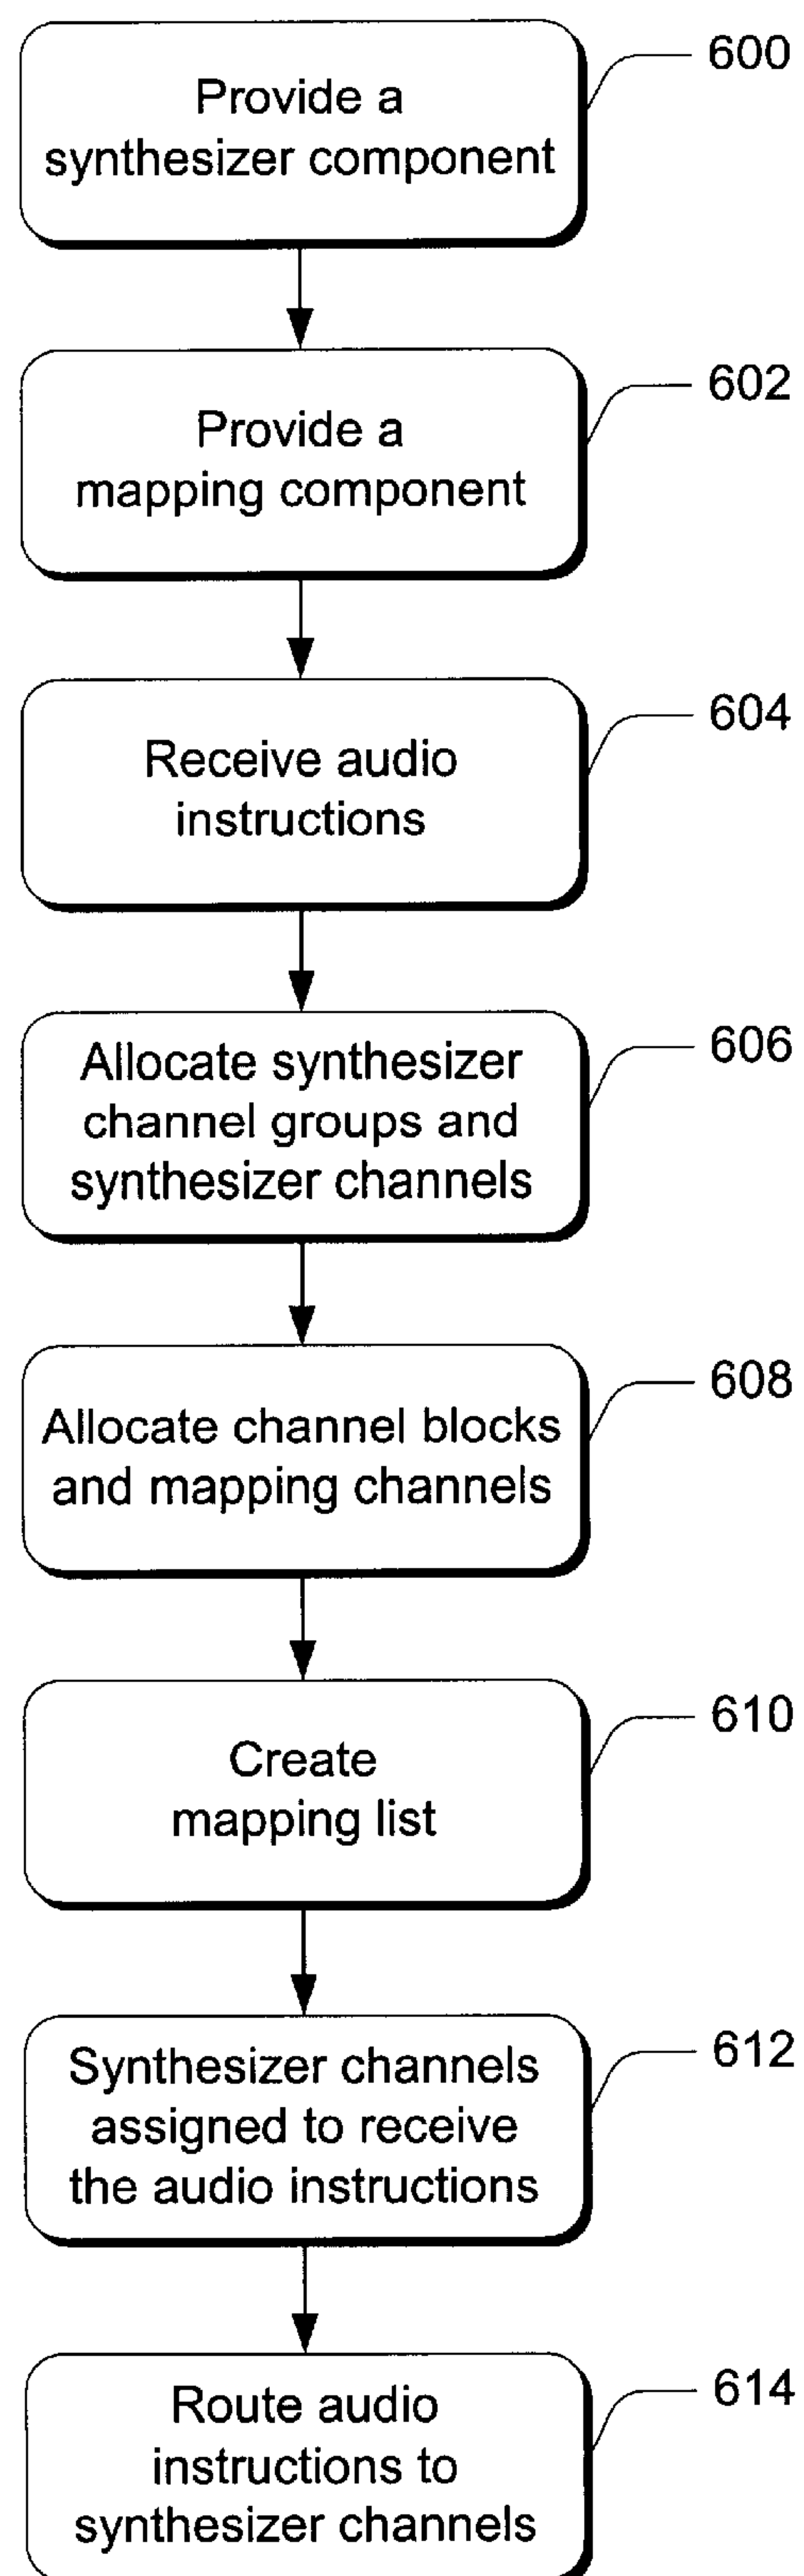 Provide a
synthesizer component
600
Provide a
mapping component
602
Receive audio
instructions
604
Allocate synthesizer
channel groups and
synthesizer channels
606
Allocate channel blocks
and mapping channels
608
Create
mapping list
610
Synthesizer channels
assigned to receive
the audio instructions
612
Route audio
instructions to
synthesizer channels
614